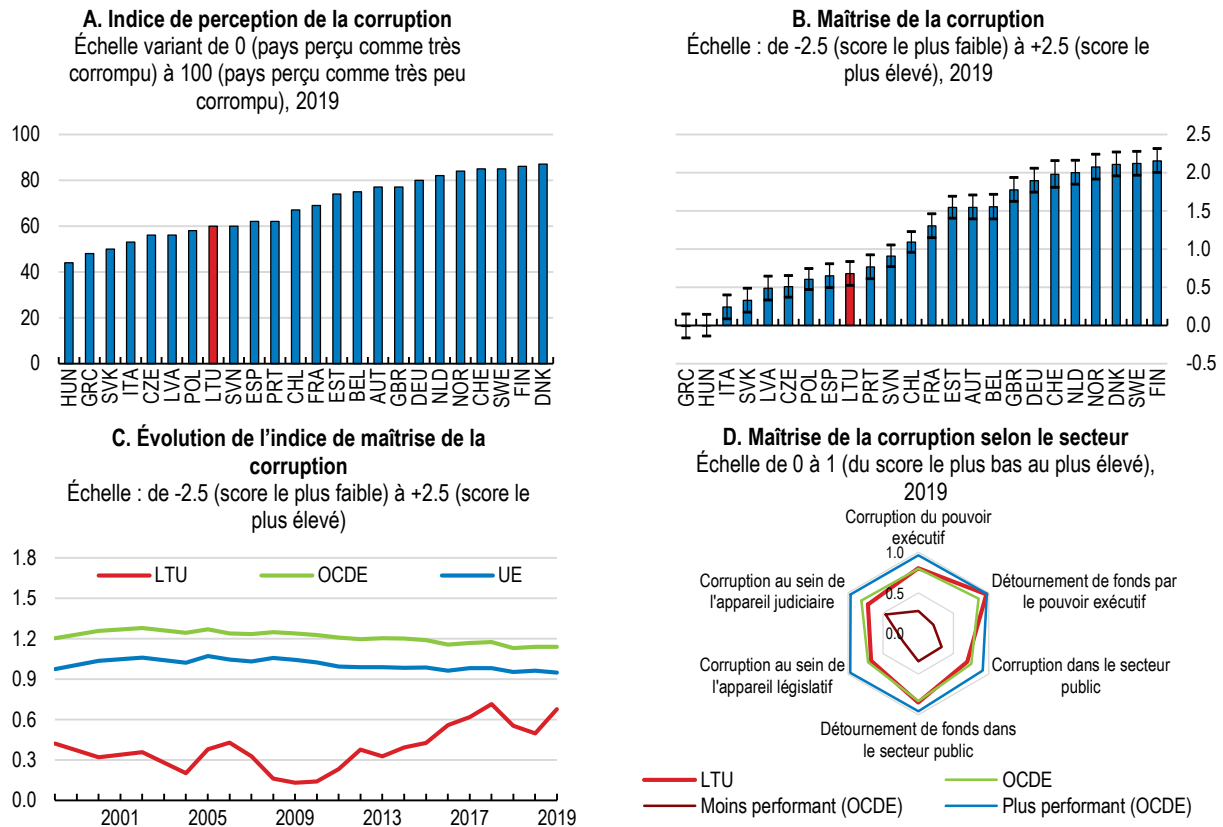 A. Indice de perception de la corruption
Échelle variant de 0 (pays perçu comme très
corrompu) à 100 (pays perçu comme très peu
corrompu), 2019
100
80
60
40
20
0
HUN GRC SVK ITA CZE LVA POL LTU SVN ESP PRT CHL FRA EST BEL AUT GBR DEU NLD NOR CHE SWE FIN DNK
B. Maîtrise de la corruption
Échelle : de -2.5 (score le plus faible) à +2.5 (score le
plus élevé), 2019
2.5
2.0
1.5
1.0
0.5
0.0
-0.5
GRC HUN ITA SVK LVA CZE POL ESP LTU PRT SVN CHL FRA EST AUT BEL GBR DEU CHE NLD NOR DNK SWE FIN
C. Évolution de l’indice de maîtrise de la
corruption
Échelle : de -2.5 (score le plus faible) à +2.5 (score le
plus élevé)
1.8
1.5
1.2
0.9
0.6
0.3
0.0
LTU OCDE UE
2001 2005 2009 2013 2017 2019
D. Maîtrise de la corruption selon le secteur
Échelle de 0 à 1 (du score le plus bas au plus élevé),
2019
Corruption du pouvoir
exécutif
1.0
0.5
0.0
Détournement de fonds par
le pouvoir exécutif
Corruption dans le secteur
public
Détournement de fonds dans
le secteur public
Corruption au sein de
l'appareil législatif
Corruption au sein de
l'appareil judiciaire
LTU OCDE
Moins performant (OCDE) Plus performant (OCDE)